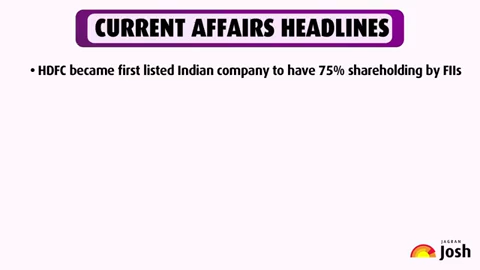 CURRENT AFFAIRS HEADLINES
• HDFC became first listed Indian company to have 75% shareholding by FIIs
JAGRAN
Josh